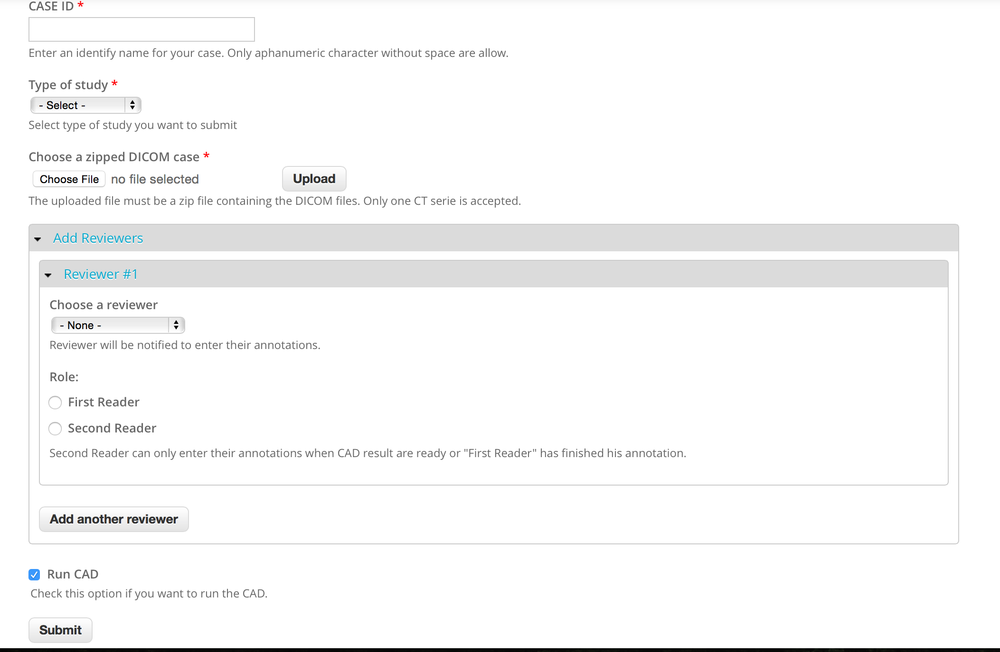 CASE ID *
Enter an identify name for your case. Only aphanumeric character without space are allow.
Type of study *
- Select -
Select type of study you want to submit
Choose a zipped DICOM case *
Choose File no file selected Upload
The uploaded file must be a zip file containing the DICOM files. Only one CT serie is accepted.
Add Reviewers
Reviewer #1
Choose a reviewer
- None -
Reviewer will be notified to enter their annotations.
Role:
First Reader
Second Reader
Second Reader can only enter their annotations when CAD result are ready or "First Reader" has finished his annotation.
Add another reviewer
Run CAD
Check this option if you want to run the CAD.
Submit